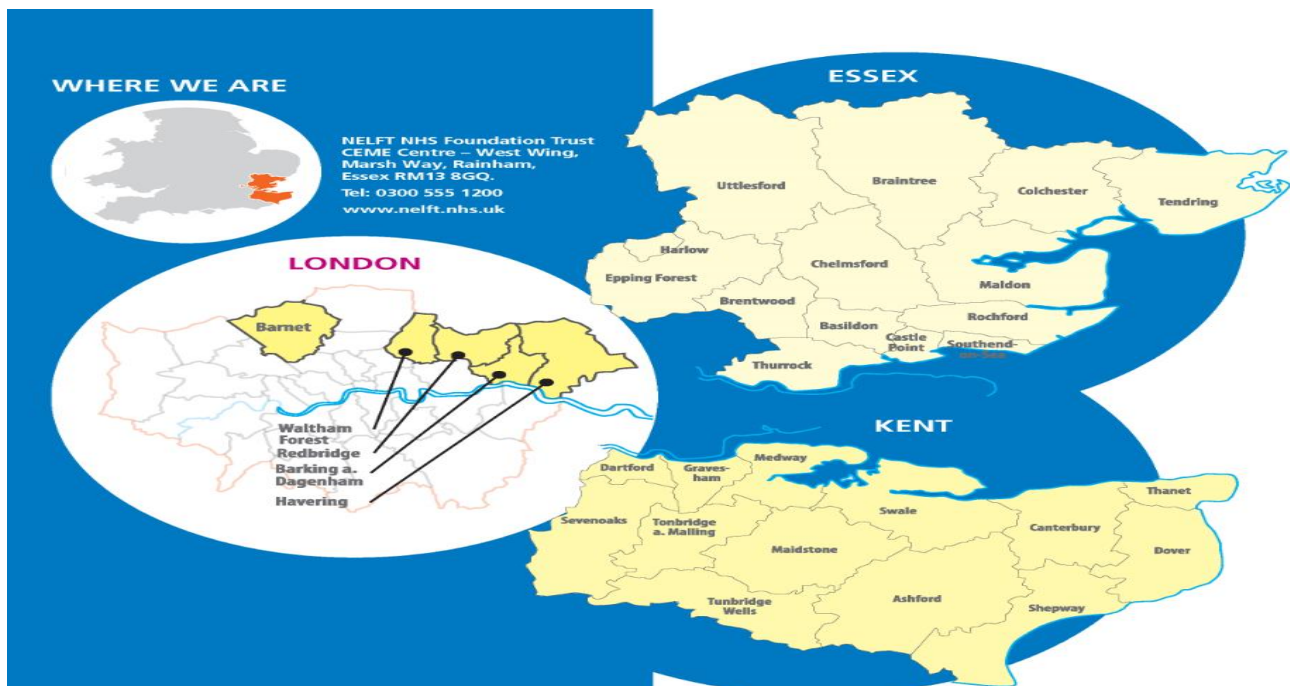 WHERE WE ARE
NELFT NHS Foundation Trust
CEME Centre – West Wing,
Marsh Way, Rainham,
Essex RM13 8GQ.
Tel: 0300 555 1200
www.nelft.nhs.uk
LONDON
Barnet
Waltham
Forest
Redbridge
Barking a.
Dagenham
Havering
ESSEX
Uttlesford
Braintree
Colchester
Tendring
Harlow
Epping Forest
Chelmsford
Maldon
Brentwood
Rochford
Basildon
Castle
Point
Southend-
on-Sea
Thurrock
KENT
Medway
Dartford
Graves-
ham
Thanet
Swale
Sevenoaks
Tonbridge
a. Malling
Canterbury
Maidstone
Dover
Tunbridge
Wells
Ashford
Shepway